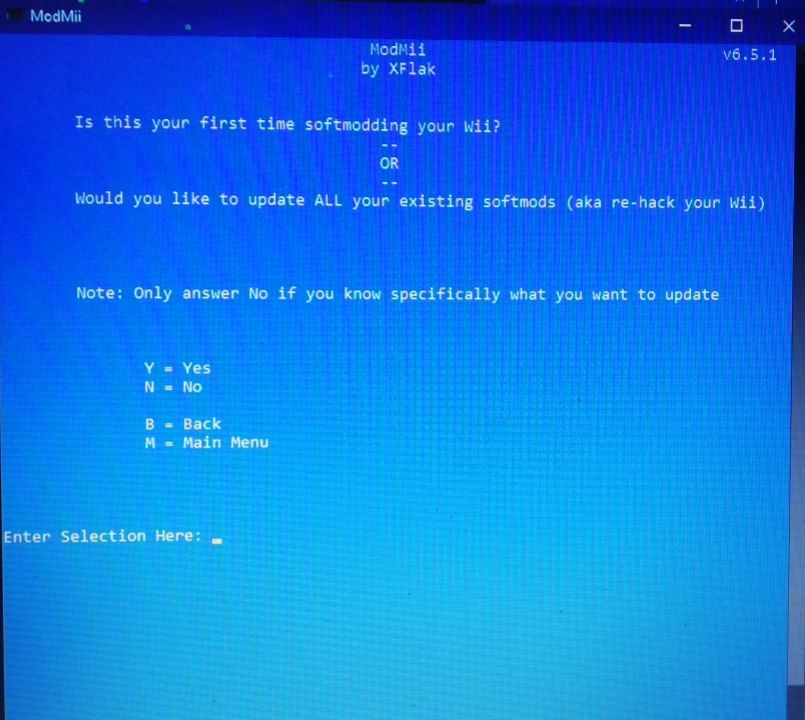 ModMii
ModMii
v6.5.1
by XFlak
Is this your first time softmodding your Wii?
--
OR
--
Would you like to update ALL your existing softmods (aka re-hack your Wii)
Note: Only answer No if you know specifically what you want to update
Y = Yes
N = No
B = Back
M = Main Menu
Enter Selection Here: _